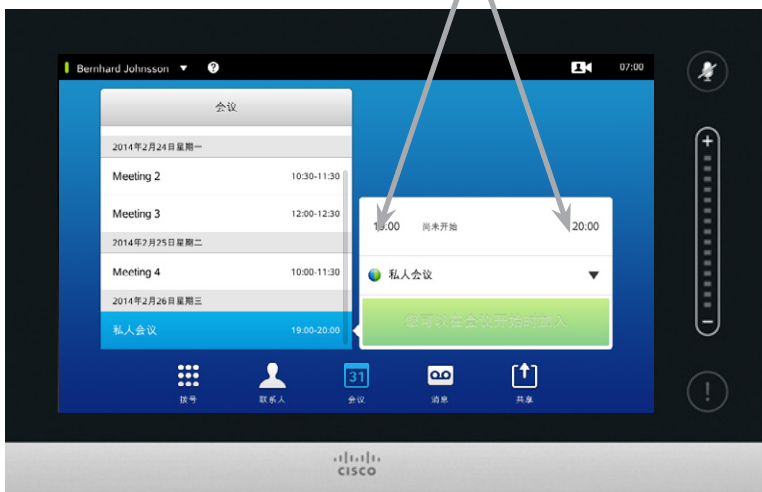 Bernhard Johnsson
?
07:00
会议
2014年2月24日星期一
Meeting 2 10:30-11:30
Meeting 3 12:00-12:30
2014年2月25日星期二
Meeting 4 10:00-11:30
2014年2月26日星期三
私人会议 19:00-20:00
19:00 尚未开始 20:00
私人会议
您可以在会议开始时加入
31
拨号 联系人 会议 消息 共享
+
−
!
CISCO